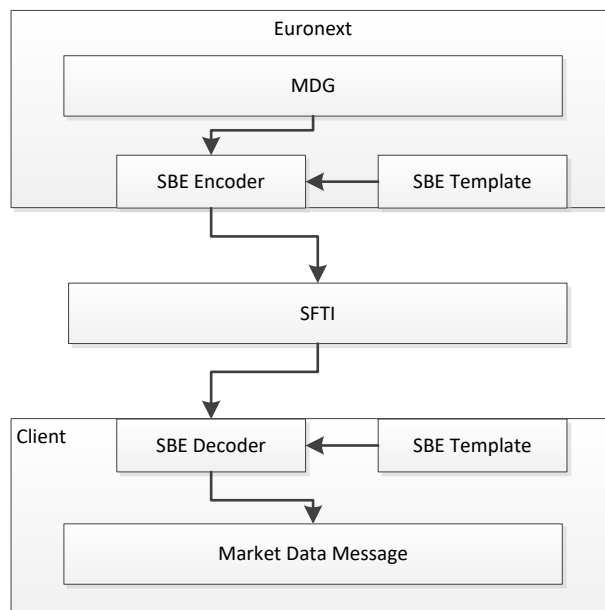 Euronext
MDG
SBE Encoder
SBE Template
SFTI
Client
SBE Decoder
SBE Template
Market Data Message